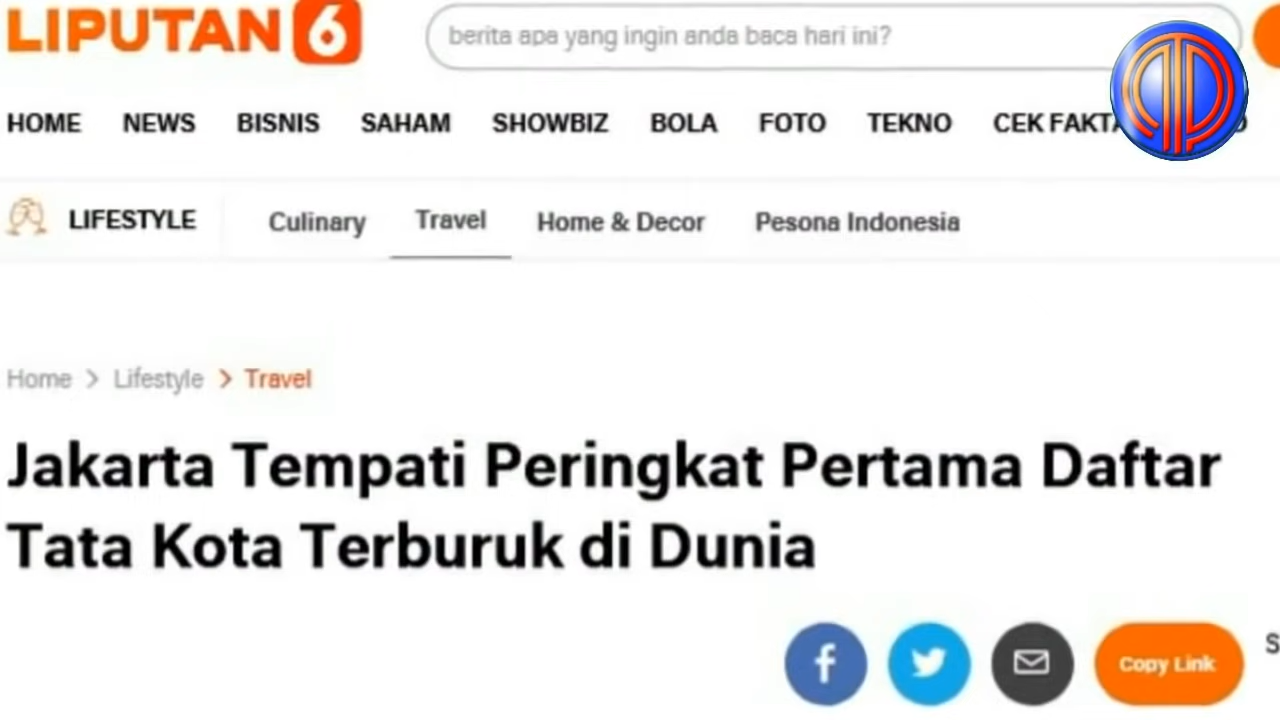 LIPUTAN 6
berita apa yang ingin anda baca hari ini?
HOME NEWS BISNIS SAHAM SHOWBIZ BOLA FOTO TEKNO CEK FAKTA
LIFESTYLE Culinary Travel Home & Decor Pesona Indonesia
Home > Lifestyle > Travel
Jakarta Tempati Peringkat Pertama Daftar
Tata Kota Terburuk di Dunia
Copy Link